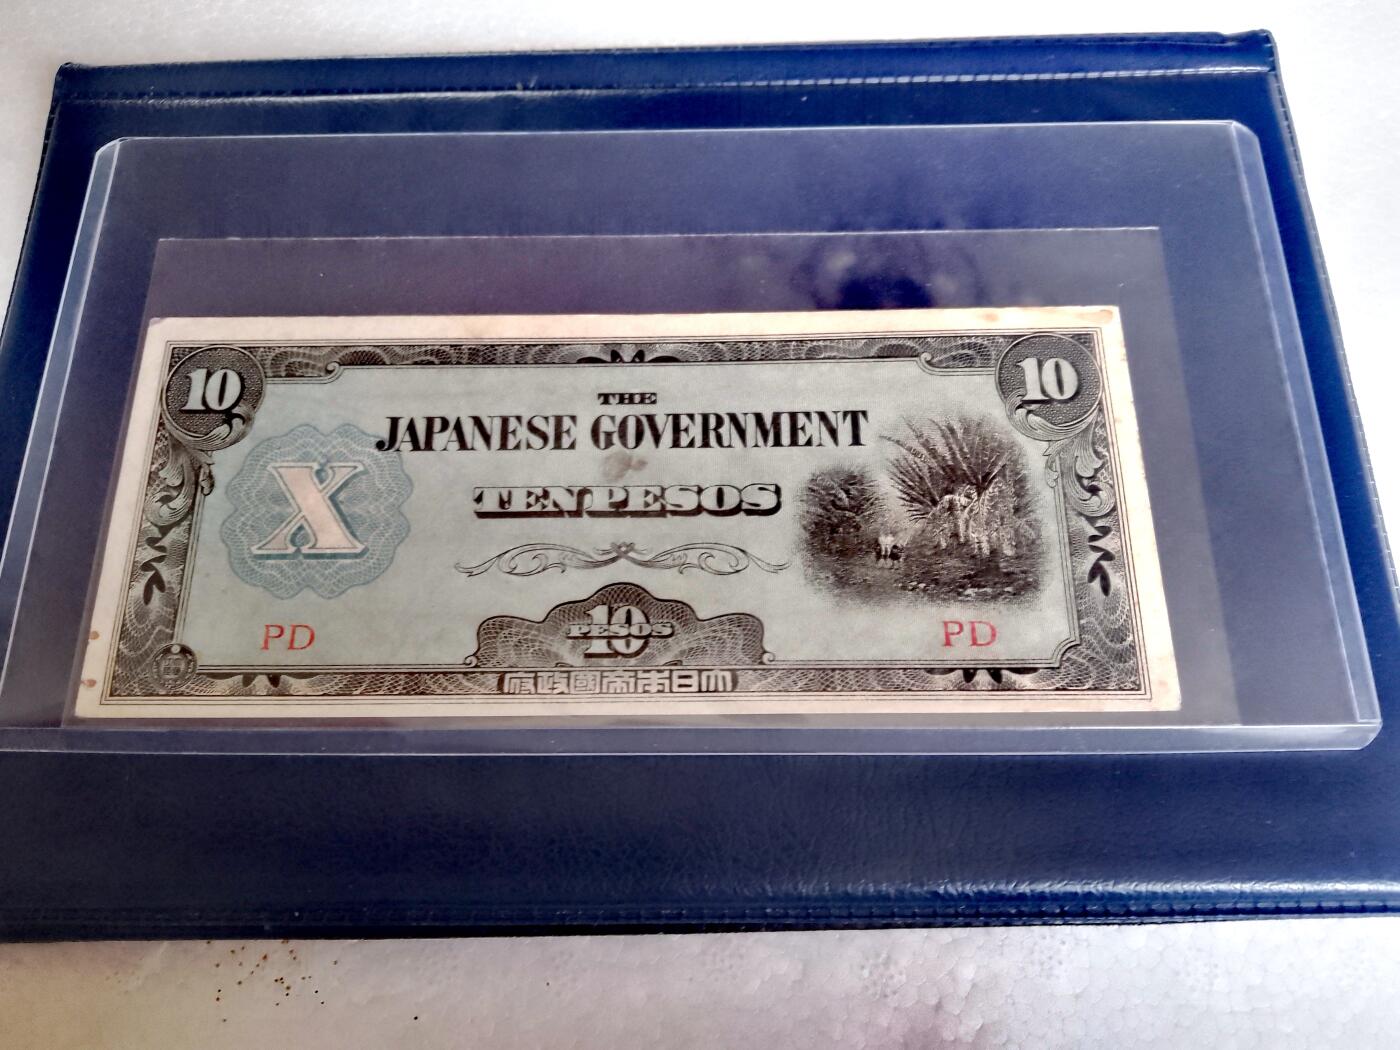 10
10
THE
JAPANESE GOVERNMENT
TEN PESOS
X
PD
PD
10
PESOS
府政國帝本日大